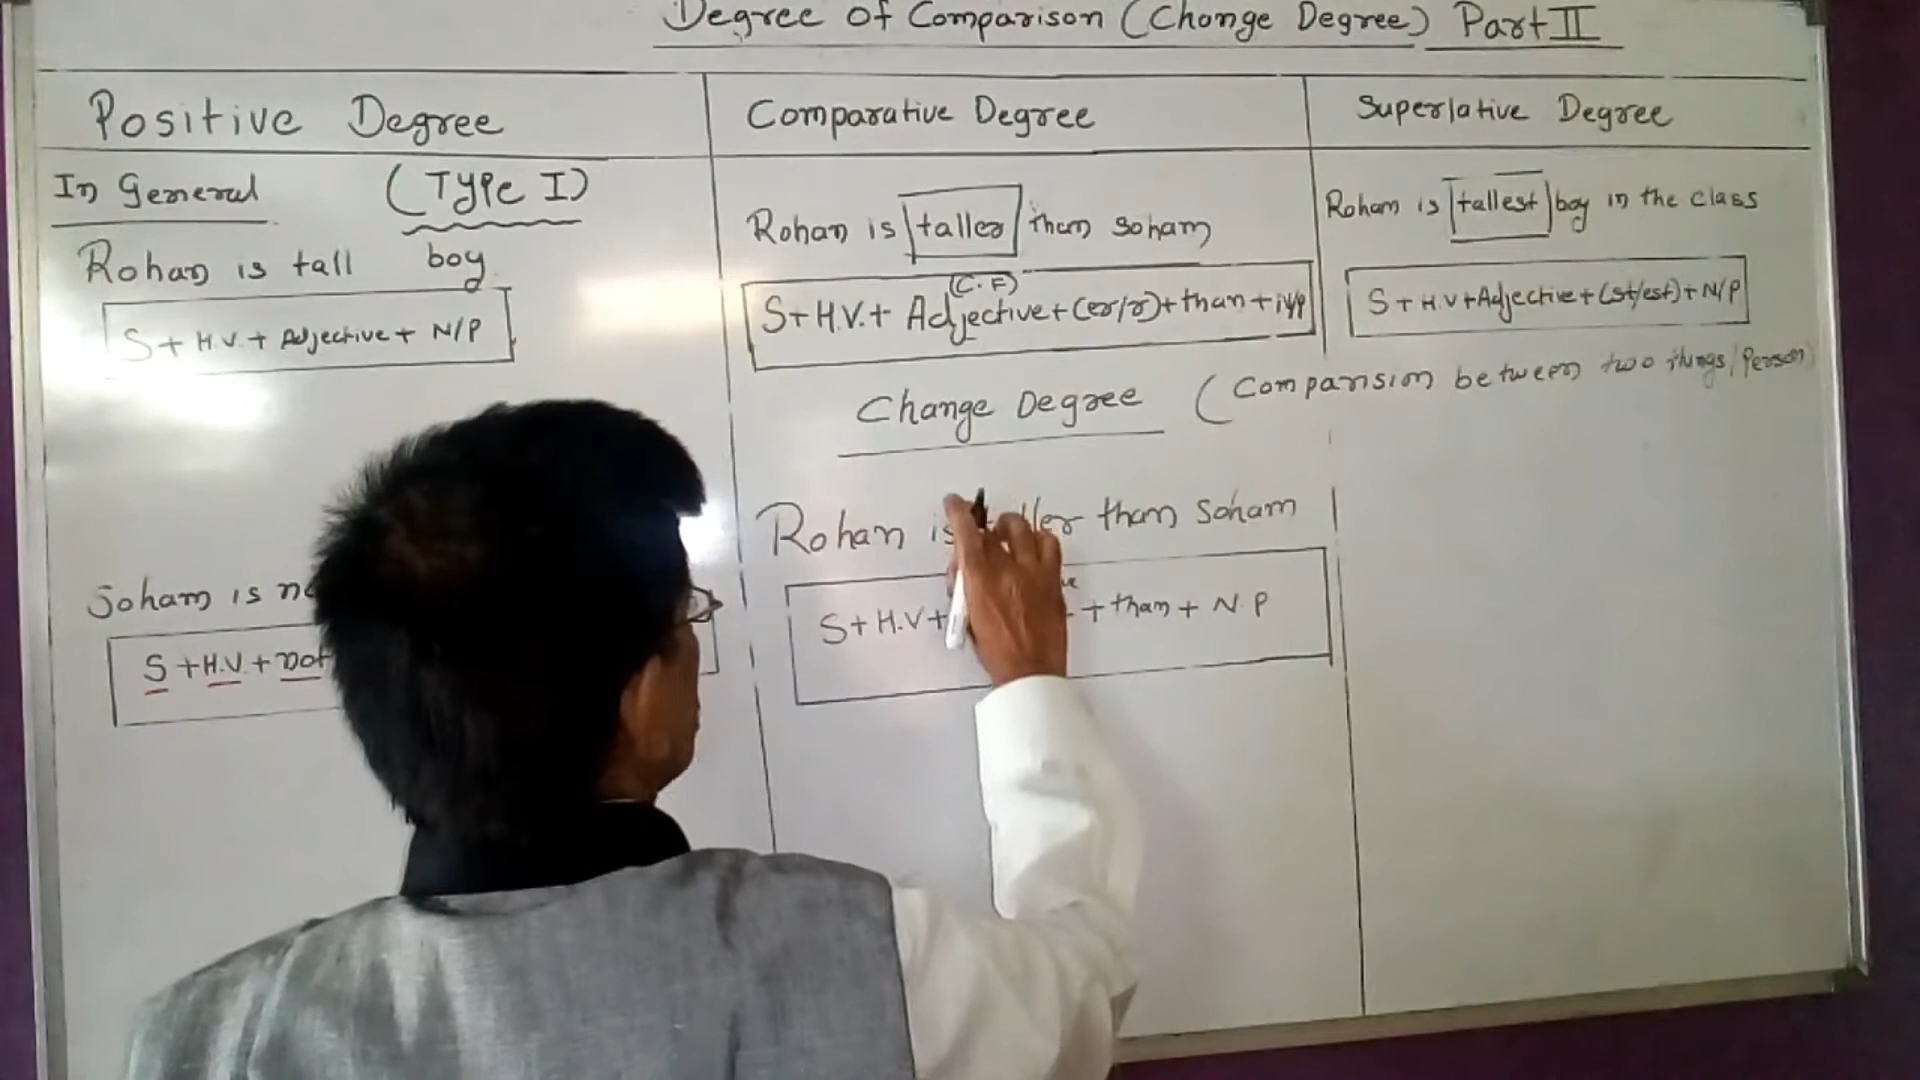 Degree of Comparison (Change Degree) Part II
Positive Degree
Comparative Degree
Superlative Degree
In General (Type I)
Rohan is tall boy
S + H.V. + Adjective + N/P
Rohan is taller than Soham
(C.F)
S + H.V. + Adjective + (er/r) + than +
Rohan is tallest boy in the class
S + H.V + Adjective + (st/est) + N/P
Change Degree (Comparision between two things/Person)
Rohan is than Soham
S + H.V + + than + N.P
Soham is
S + H.V + not